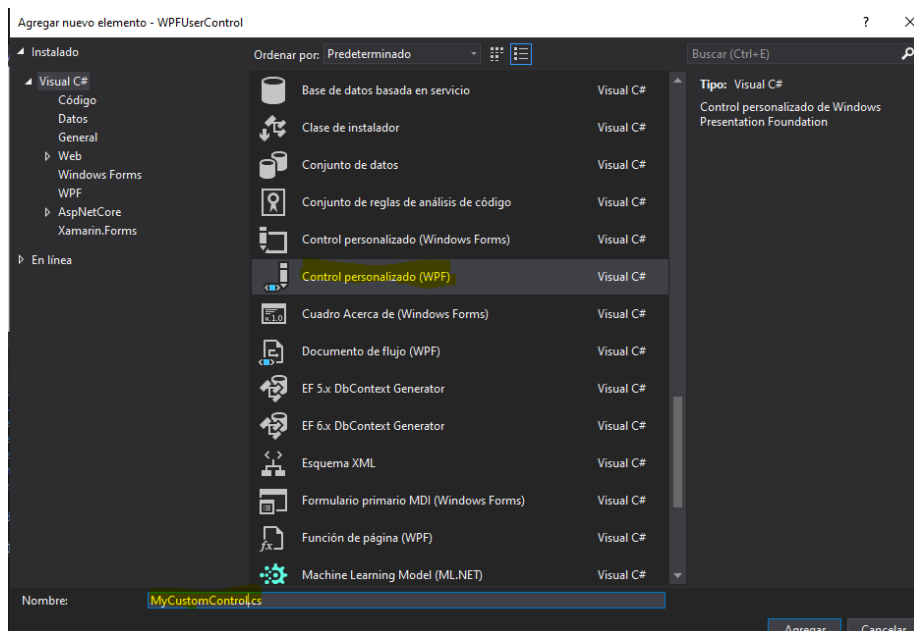 Agregar nuevo elemento - WPFUserControl
? ×
Instalado
Ordenar por: Predeterminado
Buscar (Ctrl+E)
Visual C#
Código
Datos
General
Web
Windows Forms
WPF
AspNetCore
Xamarin.Forms
En línea
Base de datos basada en servicio Visual C#
Clase de instalador Visual C#
Conjunto de datos Visual C#
Conjunto de reglas de análisis de código Visual C#
Control personalizado (Windows Forms) Visual C#
Control personalizado (WPF) Visual C#
Cuadro Acerca de (Windows Forms) Visual C#
Documento de flujo (WPF) Visual C#
EF 5.x DbContext Generator Visual C#
EF 6.x DbContext Generator Visual C#
Esquema XML Visual C#
Formulario primario MDI (Windows Forms) Visual C#
Función de página (WPF) Visual C#
Machine Learning Model (ML.NET) Visual C#
Tipo: Visual C#
Control personalizado de Windows
Presentation Foundation
Nombre: MyCustomControl.cs
Agregar Cancelar